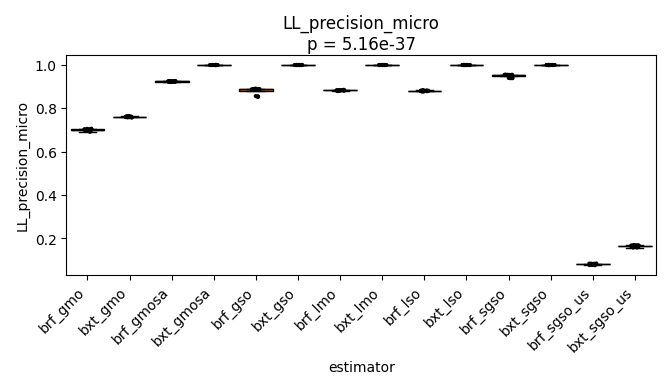 LL_precision_micro
p = 5.16e-37
LL_precision_micro
1.0
0.8
0.6
0.4
0.2
brf_gmo
bxt_gmo
brf_gmosa
bxt_gmosa
brf_gso
bxt_gso
brf_lmo
bxt_lmo
brf_lso
bxt_lso
brf_sgso
bxt_sgso
brf_sgso_us
bxt_sgso_us
estimator